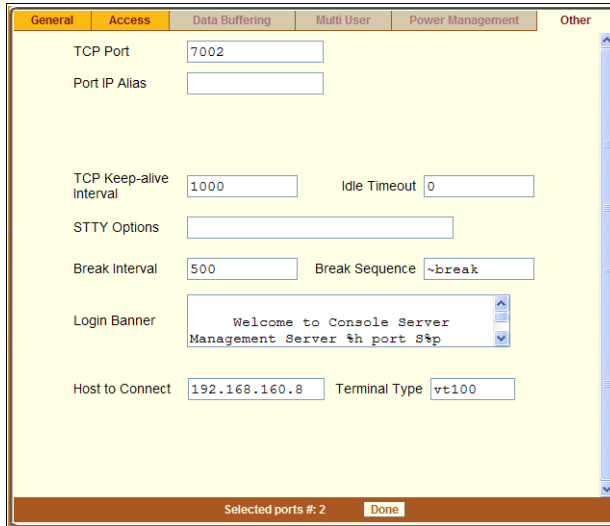 General Access Data Buffering Multi User Power Management Other
TCP Port 7002
Port IP Alias
TCP Keep-alive
Interval 1000 Idle Timeout 0
STTY Options
Break Interval 500 Break Sequence ~break
Login Banner
Welcome to Console Server
Management Server %h port S%p
Host to Connect 192.168.160.8 Terminal Type vt100
Selected ports #: 2 Done